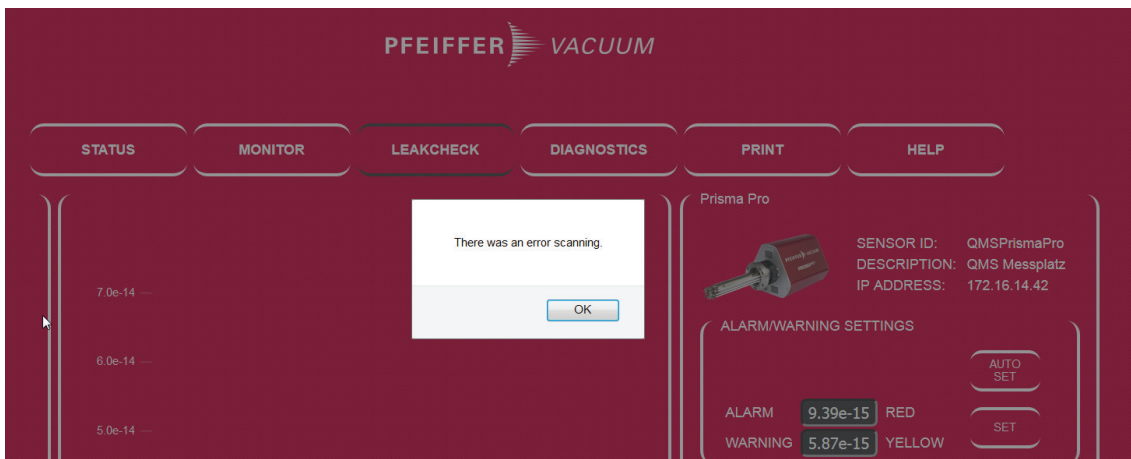 PFEIFFER VACUUM
STATUS MONITOR LEAKCHECK DIAGNOSTICS PRINT HELP
Prisma Pro
There was an error scanning.
OK
SENSOR ID: QMSPrismaPro
DESCRIPTION: QMS Messplatz
IP ADDRESS: 172.16.14.42
7.0e-14
6.0e-14
5.0e-14
ALARM/WARNING SETTINGS
AUTO
SET
ALARM 9.39e-15 RED
SET
WARNING 5.87e-15 YELLOW